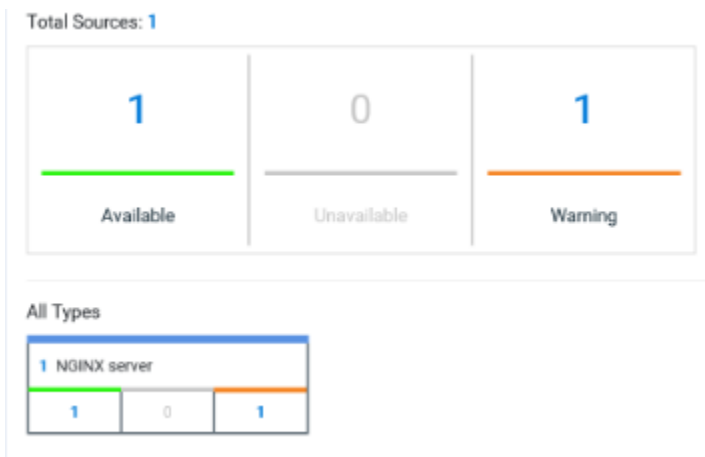 Total Sources: 1
1 0 1
Available Unavailable Warning
All Types
1 NGINX server
1 0 1